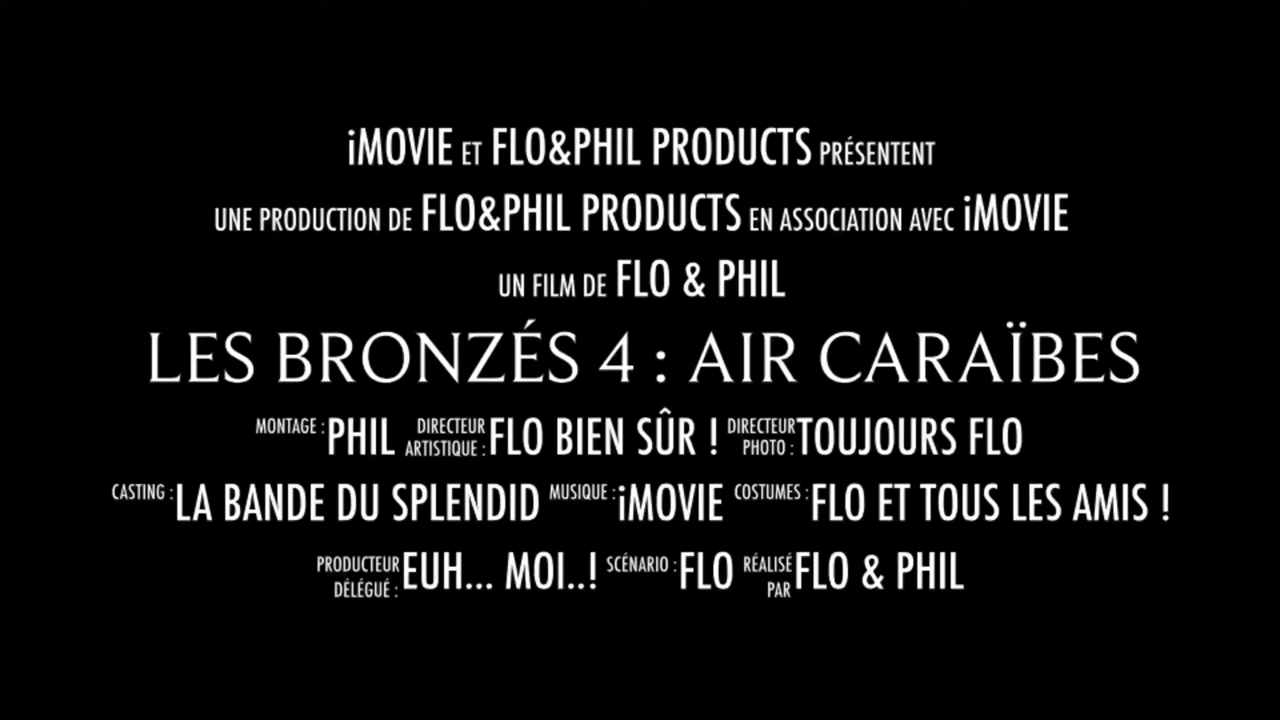 iMOVIE ET FLO&PHIL PRODUCTS PRÉSENTENT
UNE PRODUCTION DE FLO&PHIL PRODUCTS EN ASSOCIATION AVEC iMOVIE
UN FILM DE FLO & PHIL
LES BRONZÉS 4 : AIR CARAÏBES
MONTAGE : PHIL DIRECTEUR ARTISTIQUE : FLO BIEN SÛR ! DIRECTEUR PHOTO : TOUJOURS FLO
CASTING : LA BANDE DU SPLENDID MUSIQUE : iMOVIE COSTUMES : FLO ET TOUS LES AMIS !
PRODUCTEUR DÉLÉGUÉ : EUH... MOI..! SCÉNARIO : FLO RÉALISÉ PAR FLO & PHIL